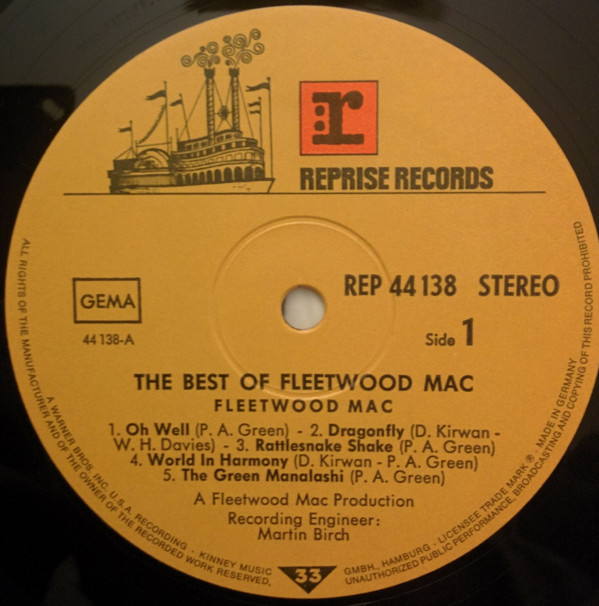 r
REPRISE RECORDS
REP 44 138 STEREO
GEMA
44 138-A
Side 1
THE BEST OF FLEETWOOD MAC
FLEETWOOD MAC
1. Oh Well (P. A. Green) - 2. Dragonfly (D. Kirwan -
W. H. Davies) - 3. Rattlesnake Shake (P. A. Green)
4. World In Harmony (D. Kirwan - P. A. Green)
5. The Green Manalashi (P. A. Green)
A Fleetwood Mac Production
Recording Engineer:
Martin Birch
33
ALL RIGHTS OF THE MANUFACTURER AND OF THE OWNER OF THE RECORDED WORK RESERVED.
UNAUTHORIZED PUBLIC PERFORMANCE, BROADCASTING AND COPYING OF THIS RECORD PROHIBITED
A WARNER BROS. INC. U.S.A. RECORDING - KINNEY MUSIC
GMBH., HAMBURG - LICENSEE TRADE MARK ® - MADE IN GERMANY